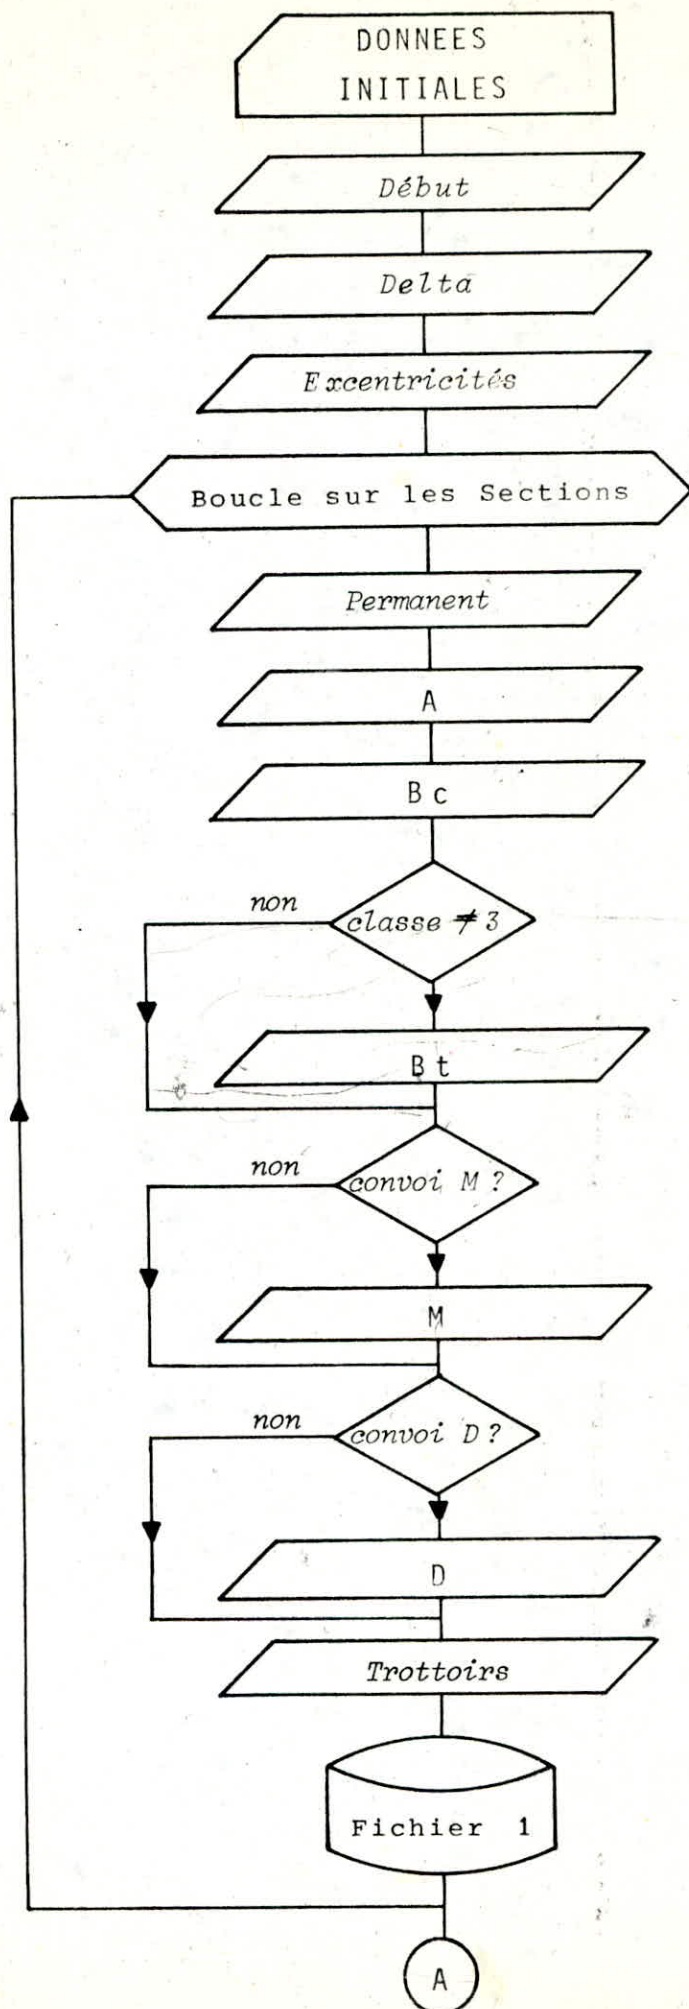 DONNEES
INITIALES
Début
Delta
Excentricités
Boucle sur les Sections
Permanent
A
Bc
non
classe ≠ 3
Bt
non
convoi M ?
M
non
convoi D ?
D
Trottoirs
Fichier 1
A